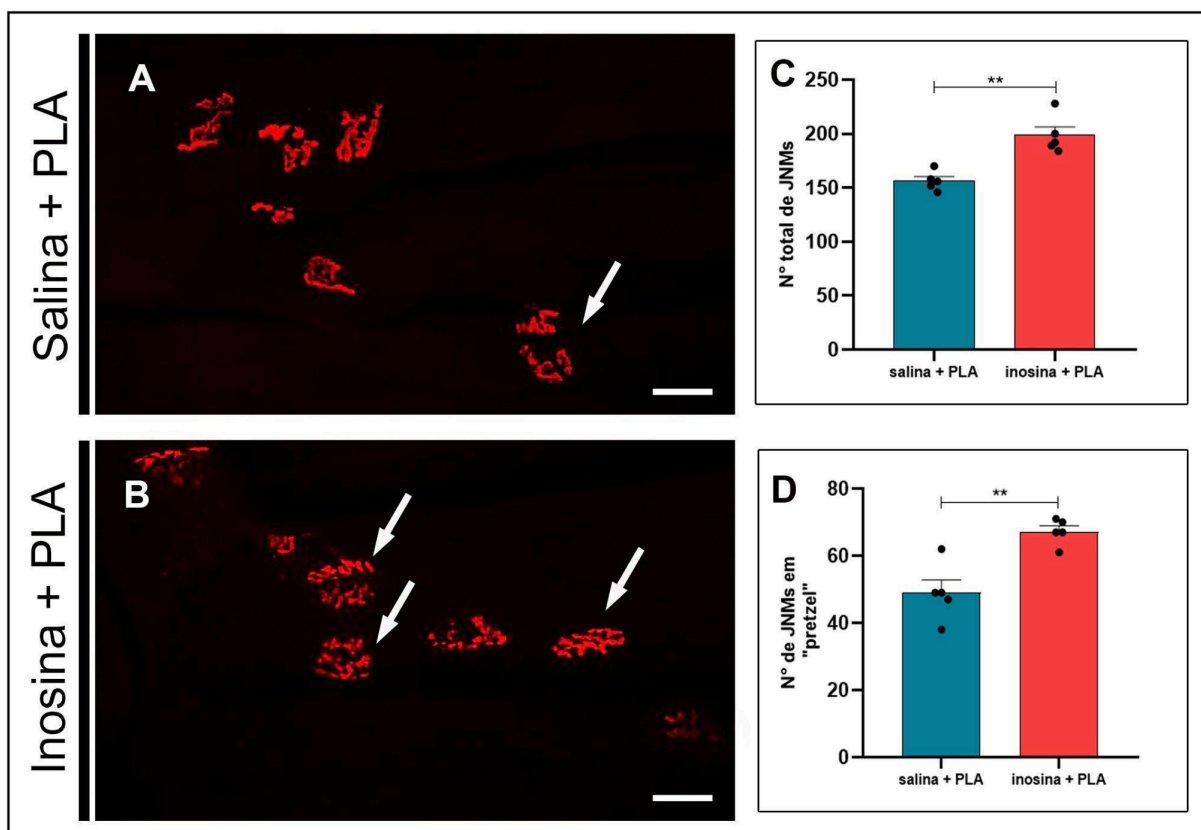 Salina + PLA
A
Inosina + PLA
B
C
N° total de JNMs
250
200
150
100
50
0
**
salina + PLA
inosina + PLA
D
N° de JNMs em
"pretzel"
80
60
40
20
0
**
salina + PLA
inosina + PLA